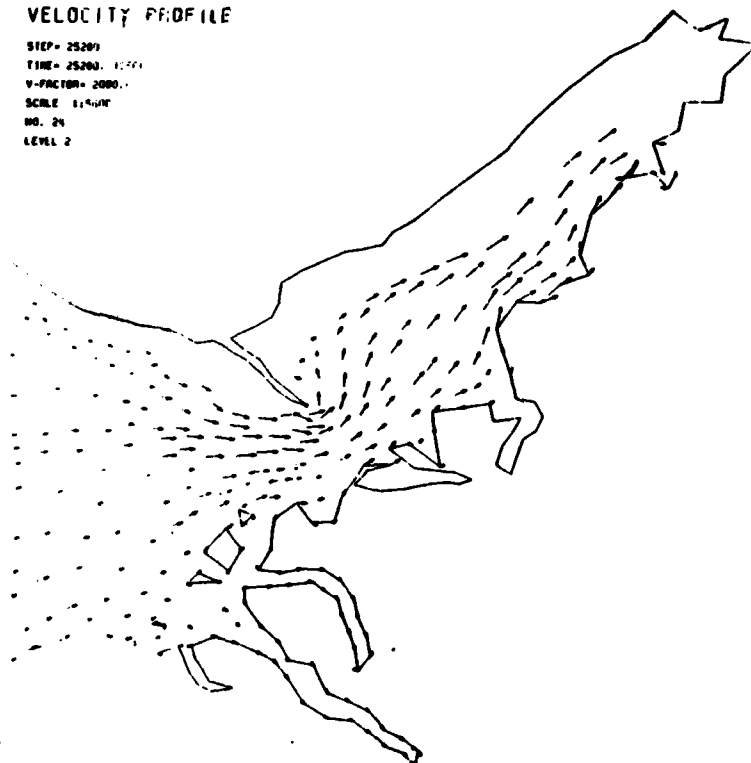 VELOCITY PROFILE
STEP= 25200
TIME= 25200.
V-FACTOR= 2000.
SCALE
NO. 24
LEVEL 2